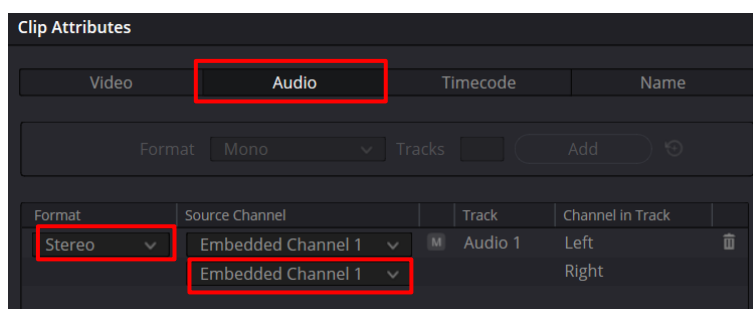 Clip Attributes
Video Audio Timecode Name
Format Mono Tracks Add
Format Source Channel Track Channel in Track
Stereo Embedded Channel 1 M Audio 1 Left
Embedded Channel 1 Right